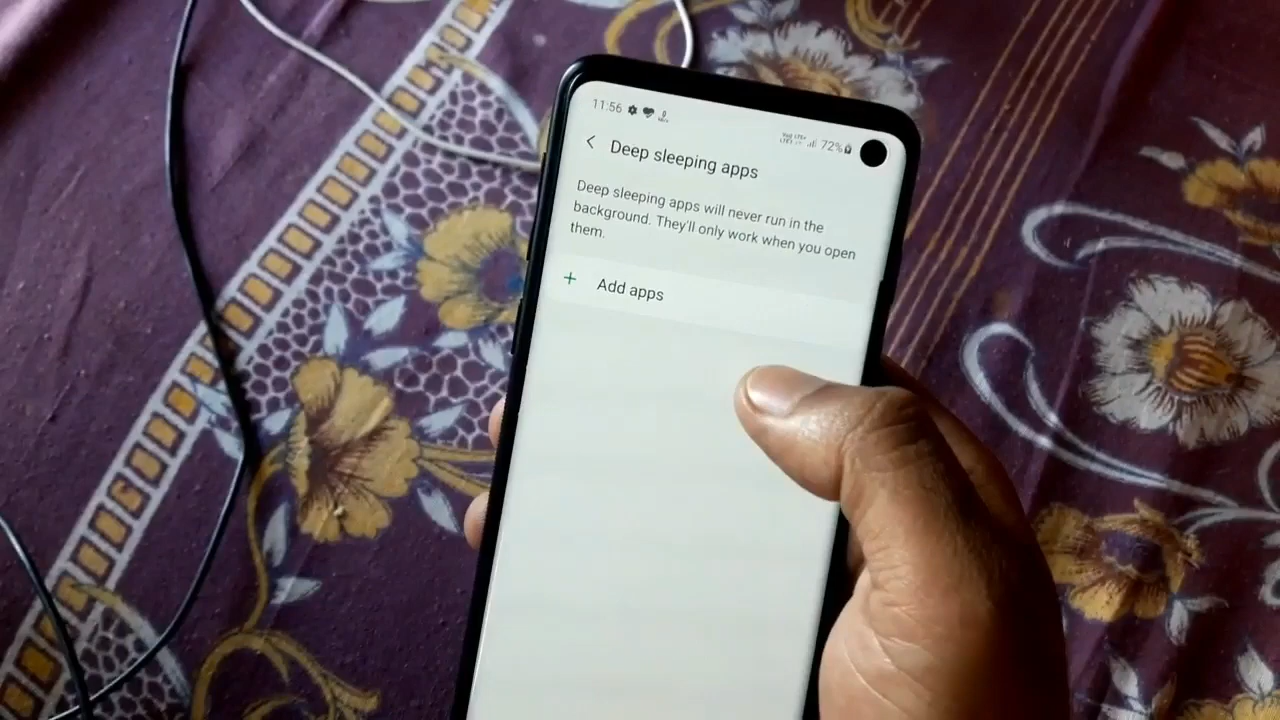 11:56
72%
Deep sleeping apps
Deep sleeping apps will never run in the
background. They'll only work when you open
them.
+ Add apps